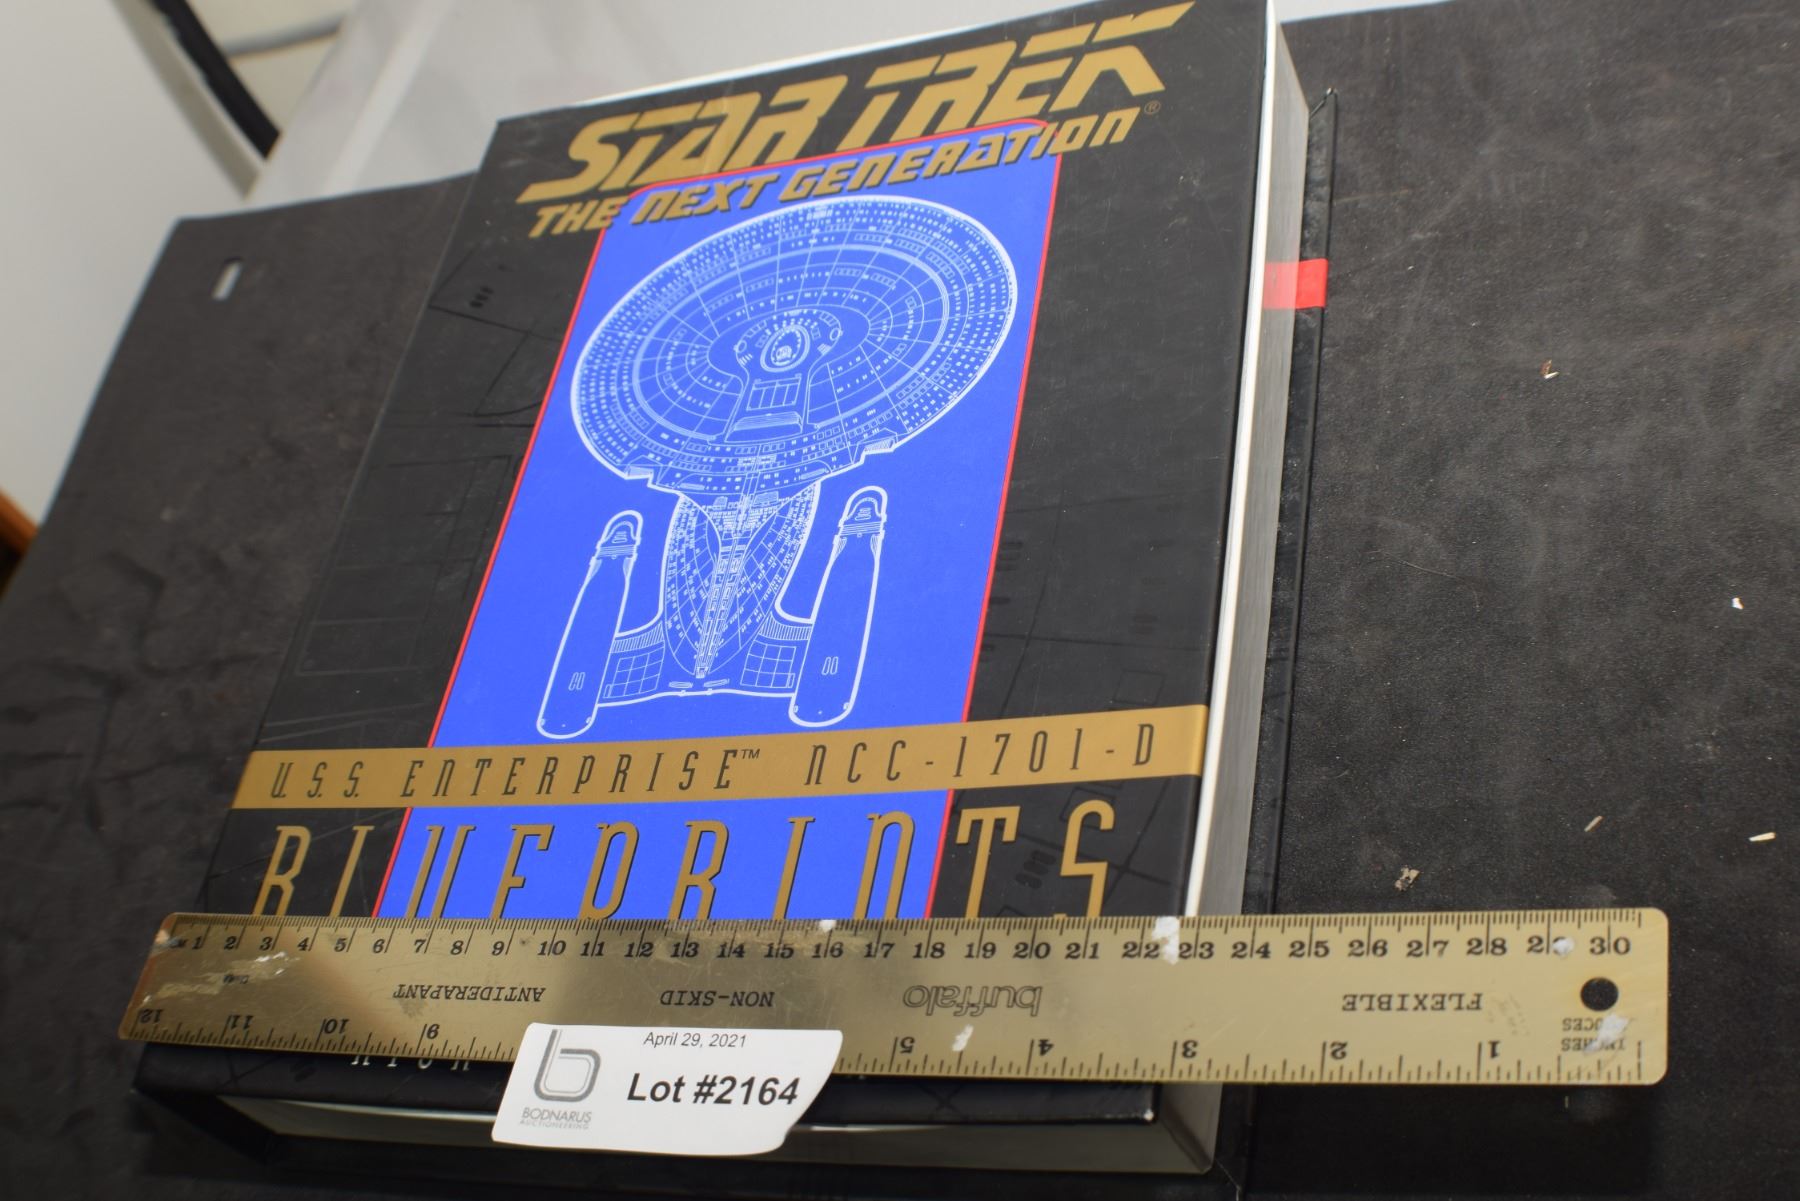 STAR TREK
THE NEXT GENERATION®
U.S.S. ENTERPRISE™ NCC-1701-D
BLUEPRINTS
1 2 3 4 5 6 7 8 9 10 11 12 13 14 15 16 17 18 19 20 21 22 23 24 25 26 27 28 29 30
ANTIDERAPANT NON-SKID buffalo FLEXIBLE
12 11 10 9 5 4 3 2 1 INCHES
April 29, 2021
Lot #2164
BODNARUS
AUCTIONEERING